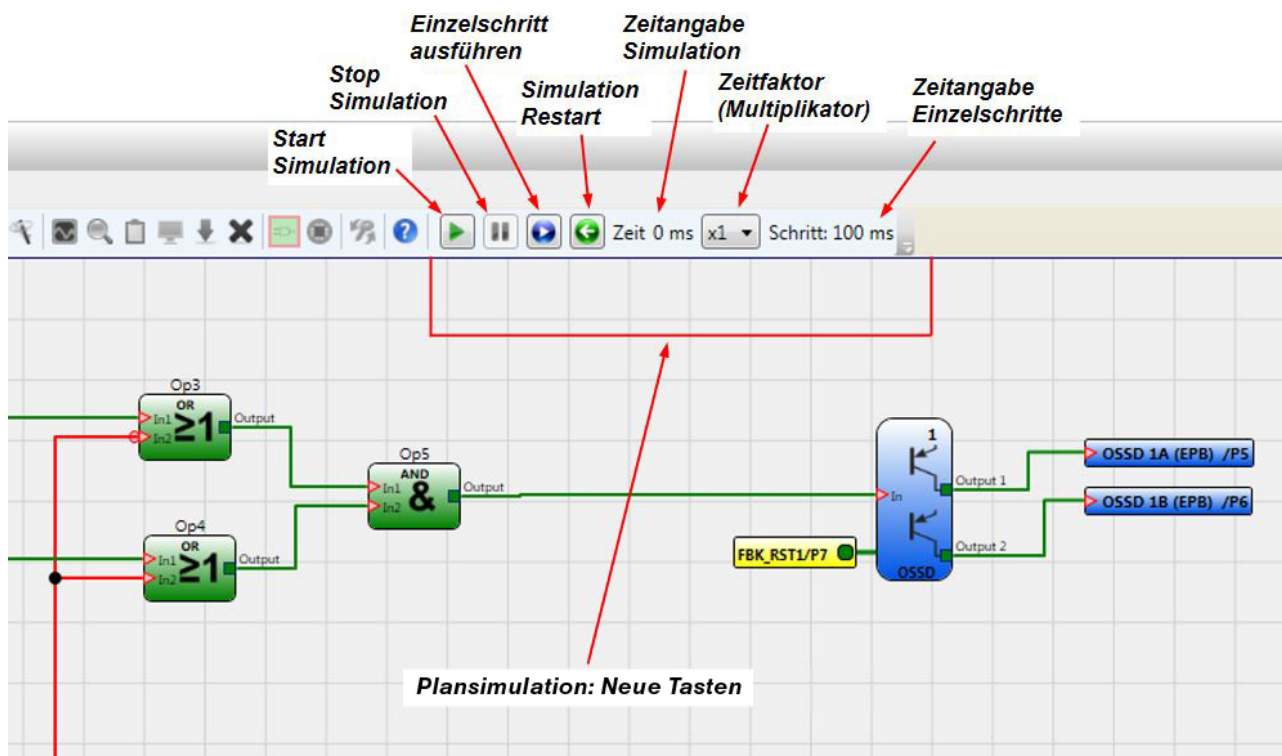 Einzelschritt
ausführen
Zeitangabe
Simulation
Stop
Simulation
Simulation
Restart
Zeitfaktor
(Multiplikator)
Zeitangabe
Einzelschritte
Start
Simulation
Zeit 0 ms x1 Schritt: 100 ms
Op3
OR
In1 ≥1 Output
In2
Op5
AND
In1 & Output
In2
Op4
OR
In1 ≥1 Output
In2
1
In
Output 1
Output 2
OSSD
OSSD 1A (EPB) /P5
OSSD 1B (EPB) /P6
FBK_RST1/P7
Plansimulation: Neue Tasten